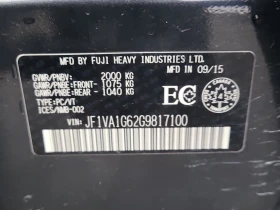 MFD BY FUJI HEAVY INDUSTRIES LTD.
MFD IN 09/15
GVWR/PNBV: 2000 KG
GAWR/PNBE:FRONT- 1075 KG
GAWR/PNBE:REAR - 1040 KG
TYPE:PC/VT
ICES/NMB-002
EC
VIN: JF1VA1G62G9817100